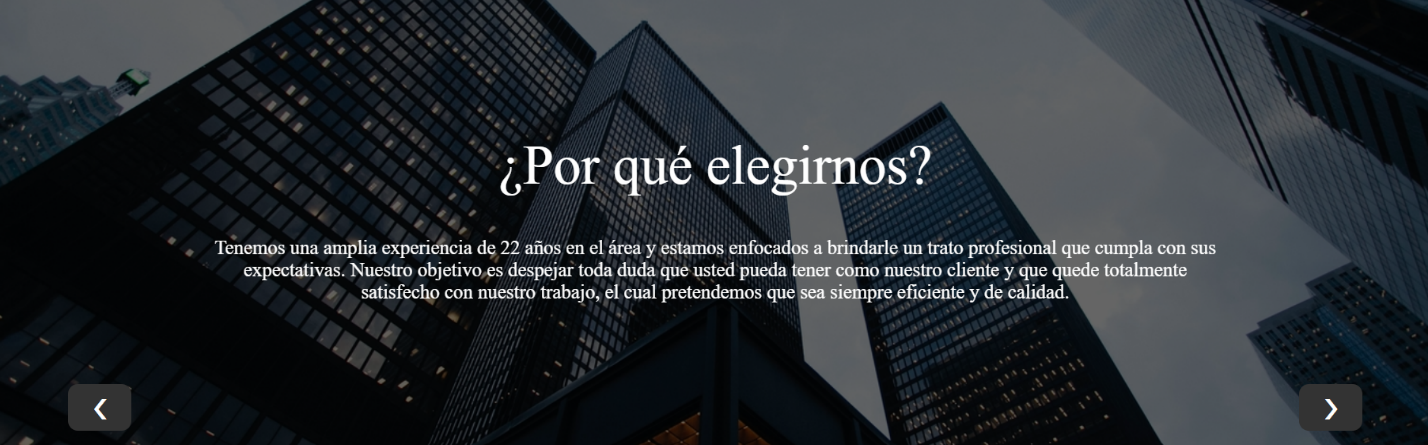 ¿Por qué elegirnos?
Tenemos una amplia experiencia de 22 años en el área y estamos enfocados a brindarle un trato profesional que cumpla con sus
expectativas. Nuestro objetivo es despejar toda duda que usted pueda tener como nuestro cliente y que quede totalmente
satisfecho con nuestro trabajo, el cual pretendemos que sea siempre eficiente y de calidad.